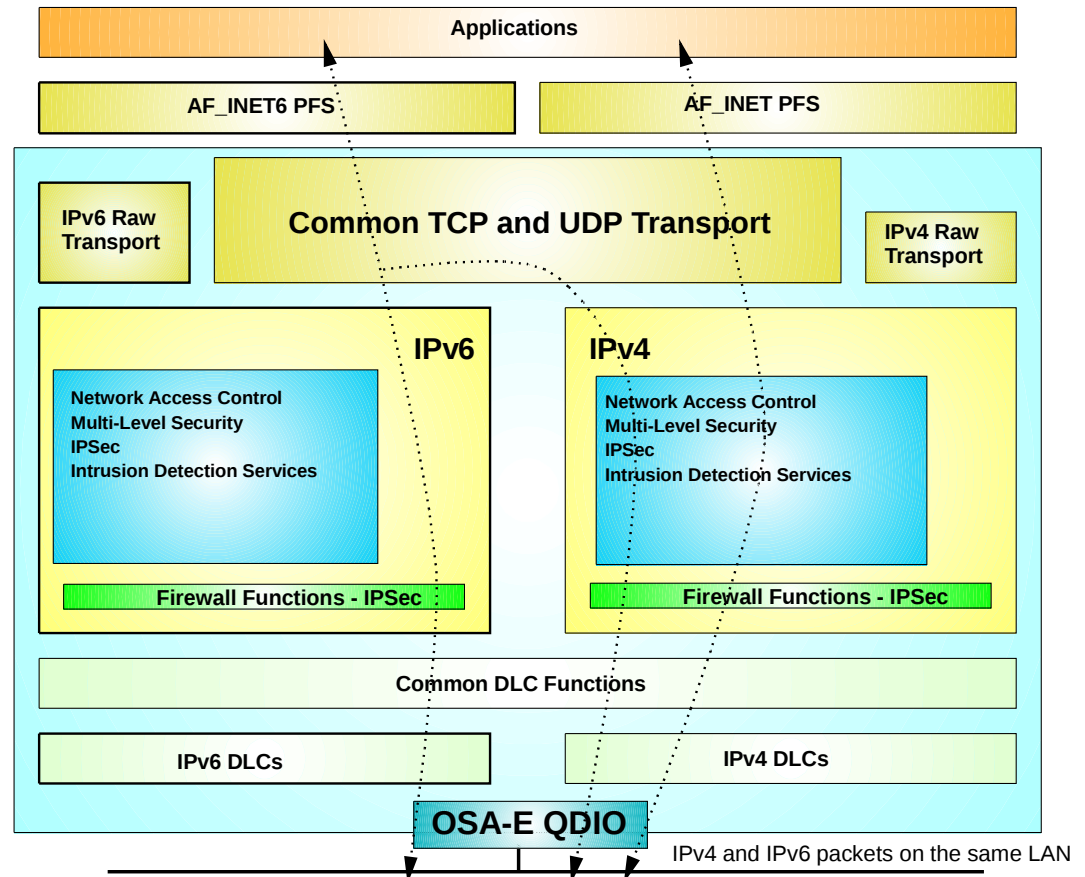 Applications
AF_INET6 PFS
AF_INET PFS
IPv6 Raw
Transport
Common TCP and UDP Transport
IPv4 Raw
Transport
IPv6
Network Access Control
Multi-Level Security
IPSec
Intrusion Detection Services
Firewall Functions - IPSec
IPv4
Network Access Control
Multi-Level Security
IPSec
Intrusion Detection Services
Firewall Functions - IPSec
Common DLC Functions
IPv6 DLCs
IPv4 DLCs
OSA-E QDIO
IPv4 and IPv6 packets on the same LAN